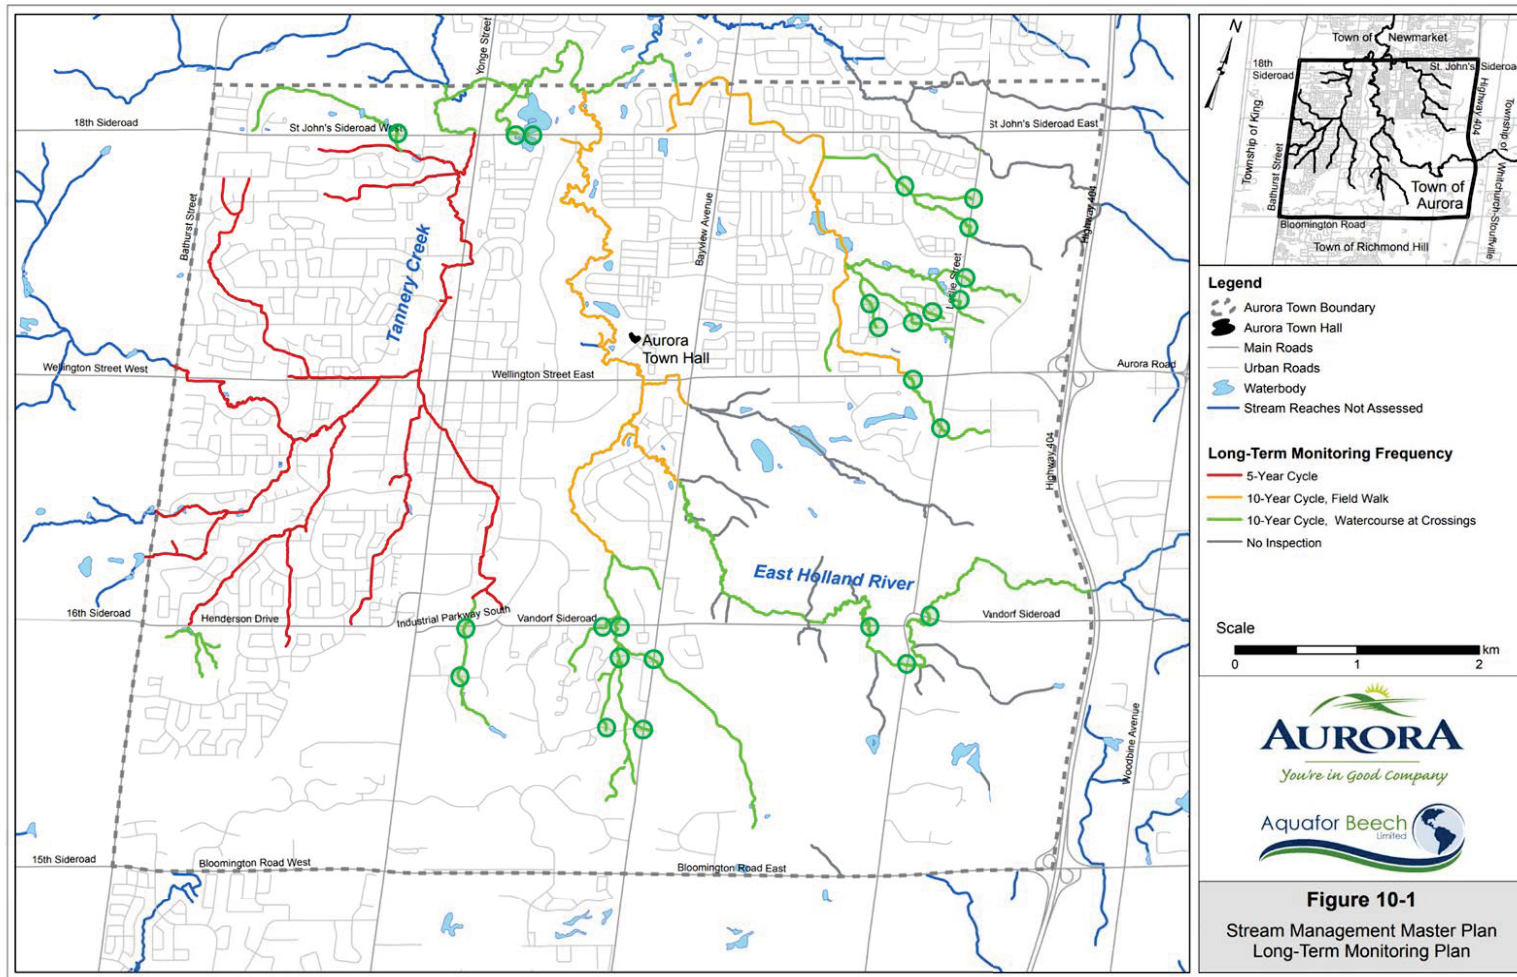 Yonge Street
18th Sideroad
St John's Sideroad West
St John's Sideroad East
Bathurst Street
Tannery Creek
Bayview Avenue
Highway 404
Leslie Street
Aurora
Town Hall
Wellington Street West
Wellington Street East
Aurora Road
Highway 404
East Holland River
16th Sideroad
Henderson Drive
Industrial Parkway South
Vandorf Sideroad
Vandorf Sideroad
Woodbine Avenue
15th Sideroad
Bloomington Road West
Bloomington Road East
N
Town of Newmarket
18th
Sideroad
St. John's Sideroad
Township of King
Bathurst Street
Highway 404
Township of Whitchurch-Stouffville
Town of
Aurora
Bloomington Road
Town of Richmond Hill
Legend
Aurora Town Boundary
Aurora Town Hall
Main Roads
Urban Roads
Waterbody
Stream Reaches Not Assessed
Long-Term Monitoring Frequency
5-Year Cycle
10-Year Cycle, Field Walk
10-Year Cycle, Watercourse at Crossings
No Inspection
Scale
km
0 1 2
AURORA
You're in Good Company
Aquafor Beech
Limited
Figure 10-1
Stream Management Master Plan
Long-Term Monitoring Plan